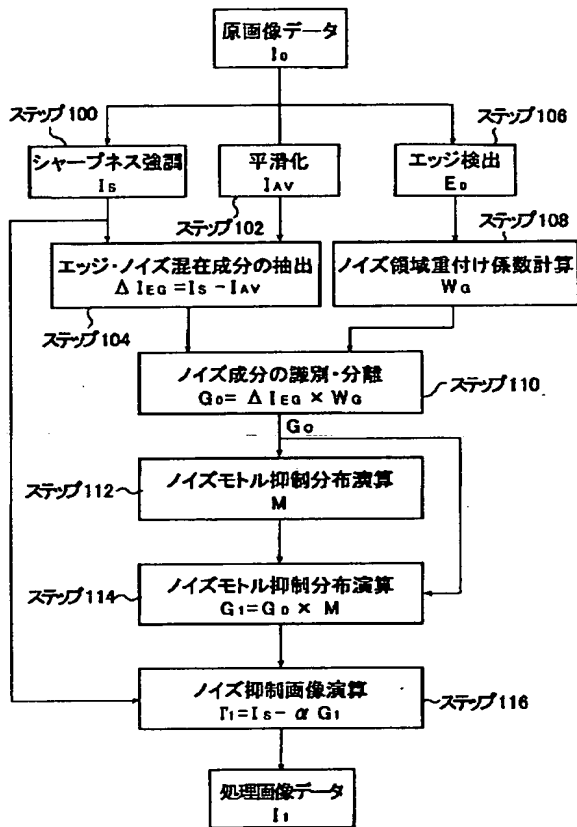 原画像データ
I0
ステップ100
ステップ106
シャープネス強調
IS
平滑化
IAV
エッジ検出
E0
ステップ102
ステップ108
エッジ・ノイズ混在成分の抽出
ΔIEG=IS-IAV
ノイズ領域重付け係数計算
WG
ステップ104
ノイズ成分の識別・分離
G0=ΔIEG×WG
ステップ110
G0
ステップ112
ノイズモトル抑制分布演算
M
ステップ114
ノイズモトル抑制分布演算
G1=G0×M
ノイズ抑制画像演算
I'1=IS-αG1
ステップ116
処理画像データ
I1